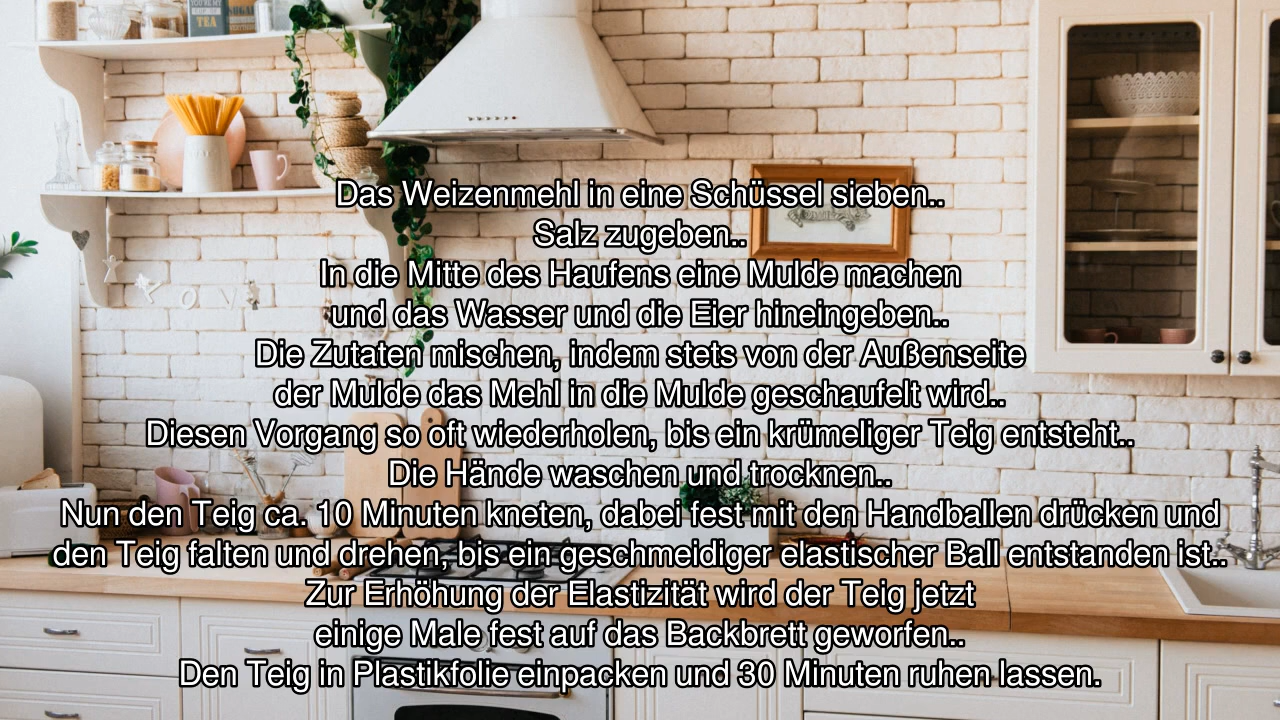 YOU'RE MY
TEA
Das Weizenmehl in eine Schüssel sieben..
Salz zugeben..
In die Mitte des Haufens eine Mulde machen
und das Wasser und die Eier hineingeben..
Die Zutaten mischen, indem stets von der Außenseite
der Mulde das Mehl in die Mulde geschaufelt wird..
Diesen Vorgang so oft wiederholen, bis ein krümeliger Teig entsteht..
Die Hände waschen und trocknen..
Nun den Teig ca. 10 Minuten kneten, dabei fest mit den Handballen drücken und
den Teig falten und drehen, bis ein geschmeidiger elastischer Ball entstanden ist..
Zur Erhöhung der Elastizität wird der Teig jetzt
einige Male fest auf das Backbrett geworfen..
Den Teig in Plastikfolie einpacken und 30 Minuten ruhen lassen.